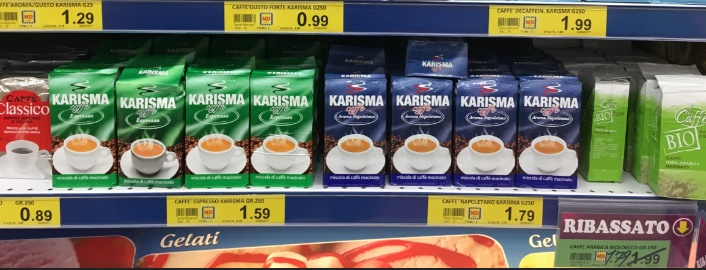 CAFFE'AROMA/GUSTO KARISMA G25
1.29
CAFFE' GUSTO FORTE KARISMA G250
0.99
CAFFE' DECAFFEIN. KARISMA G250
1.99
CAFFÈ
Classico
KARISMA
caffè
Espresso
miscela di caffè macinato
KARISMA
caffè
Espresso
miscela di caffè macinato
KARISMA
caffè
Espresso
miscela di caffè macinato
KARISMA
caffè
Espresso
miscela di caffè macinato
KARISMA
KARISMA
caffè
Aroma Napoletano
miscela di caffè macinato
KARISMA
caffè
Aroma Napoletano
miscela di caffè macinato
KARISMA
caffè
Aroma Napoletano
miscela di caffè macinato
KARISMA
caffè
Aroma Napoletano
miscela di caffè macinato
Caffè
BIO
Caffè
BIO
GR.250
0.89
CAFFE' ESPRESSO KARISMA GR.250
1.59
CAFFE' NAPOLETANO KARISMA G250
1.79
Gelati
RIBASSATO
CAFFE' ARABICA BIOLOGICO GR.250
1.79 1.99